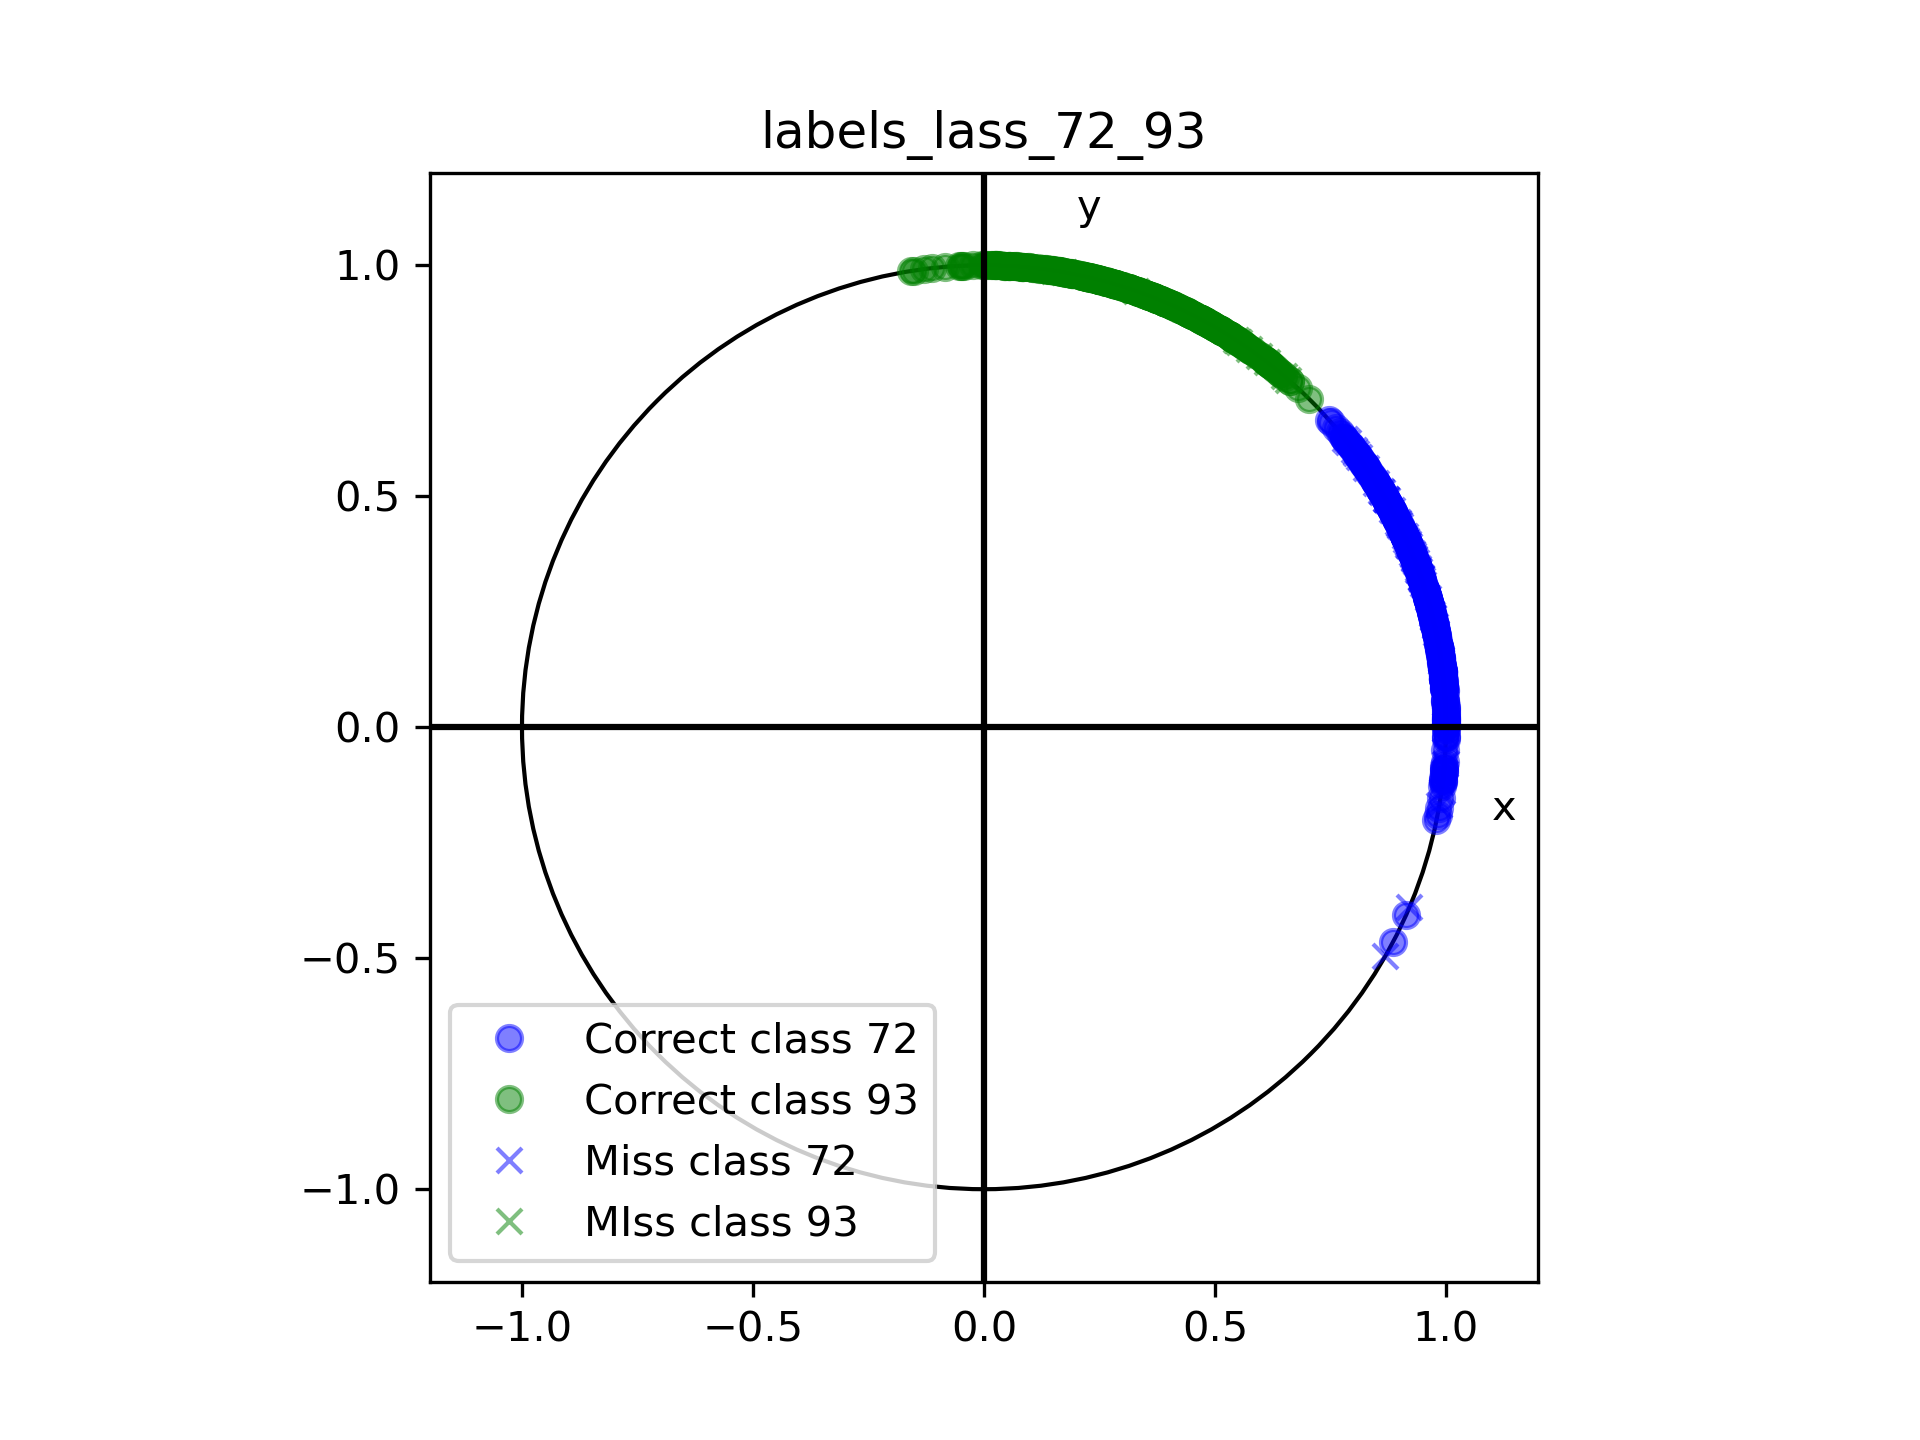 labels_lass_72_93
y
1.0
0.5
0.0
x
−0.5
−1.0
Correct class 72
Correct class 93
Miss class 72
MIss class 93
−1.0 −0.5 0.0 0.5 1.0